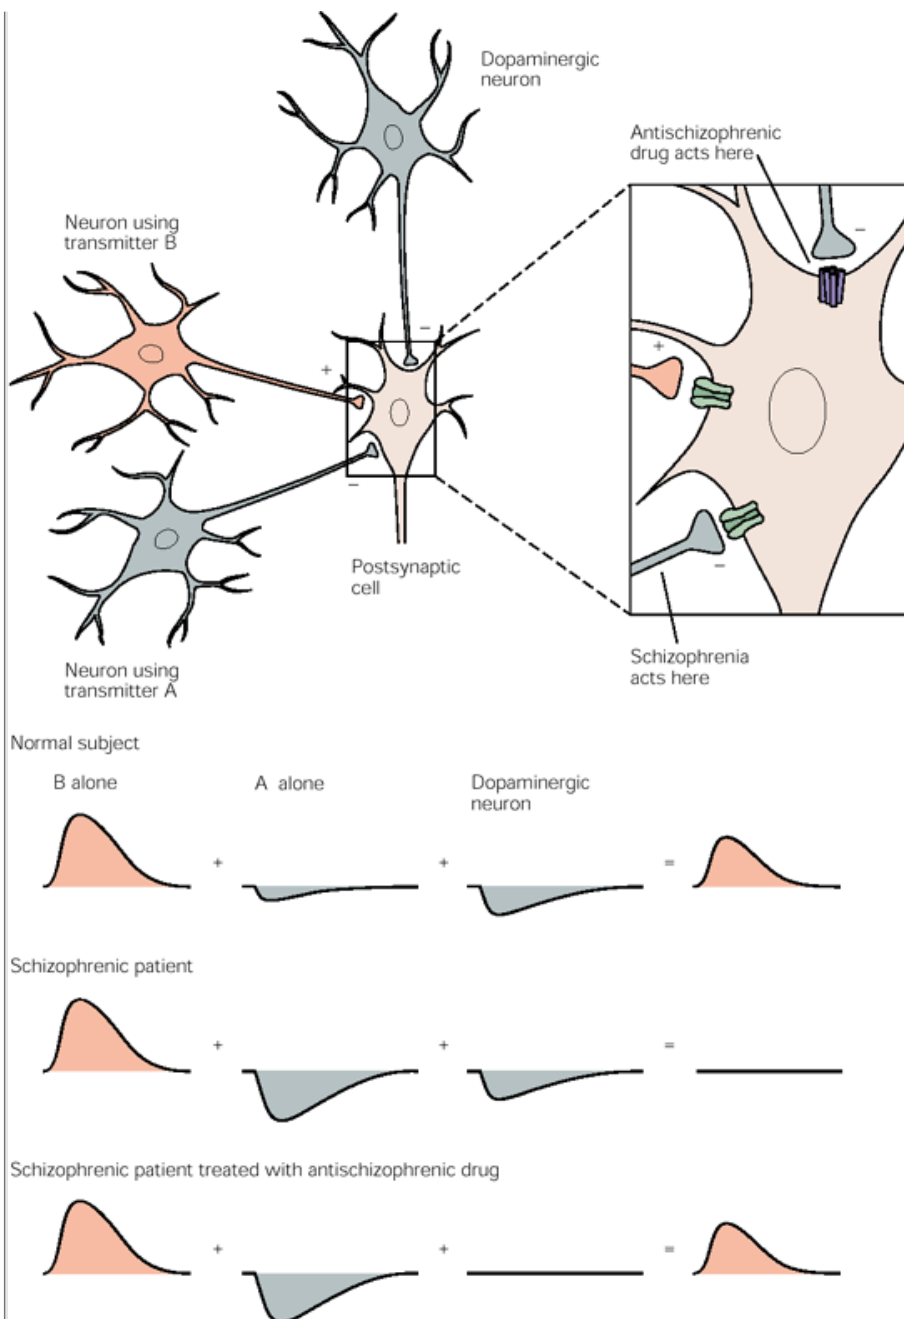 Dopaminergic
neuron
Antischizophrenic
drug acts here
Neuron using
transmitter B
−
−
+
+
−
−
Postsynaptic
cell
Schizophrenia
acts here
Neuron using
transmitter A
Normal subject
B alone
A alone
Dopaminergic
neuron
+ + =
Schizophrenic patient
+ + =
Schizophrenic patient treated with antischizophrenic drug
+ + =